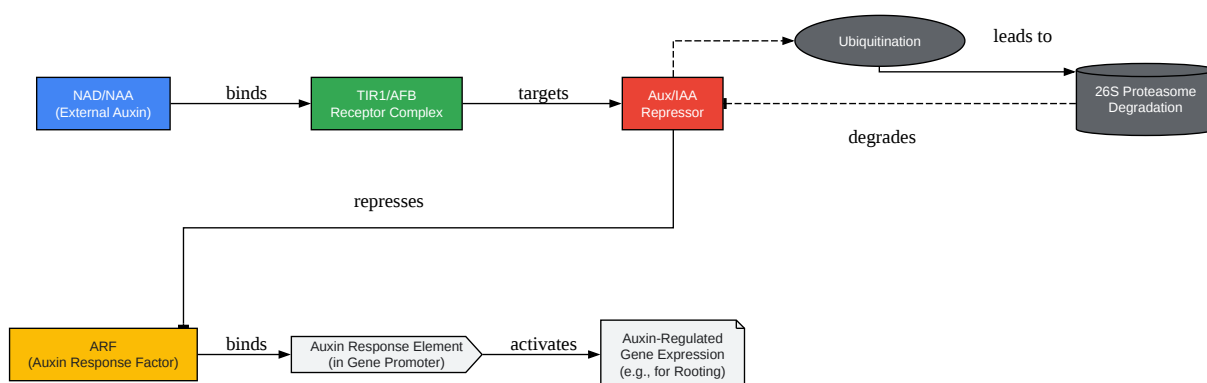 Ubiquitination
leads to
NAD/NAA
(External Auxin)
binds
TIR1/AFB
Receptor Complex
targets
Aux/IAA
Repressor
26S Proteasome
Degradation
degrades
represses
ARF
(Auxin Response Factor)
binds
Auxin Response Element
(in Gene Promoter)
activates
Auxin-Regulated
Gene Expression
(e.g., for Rooting)